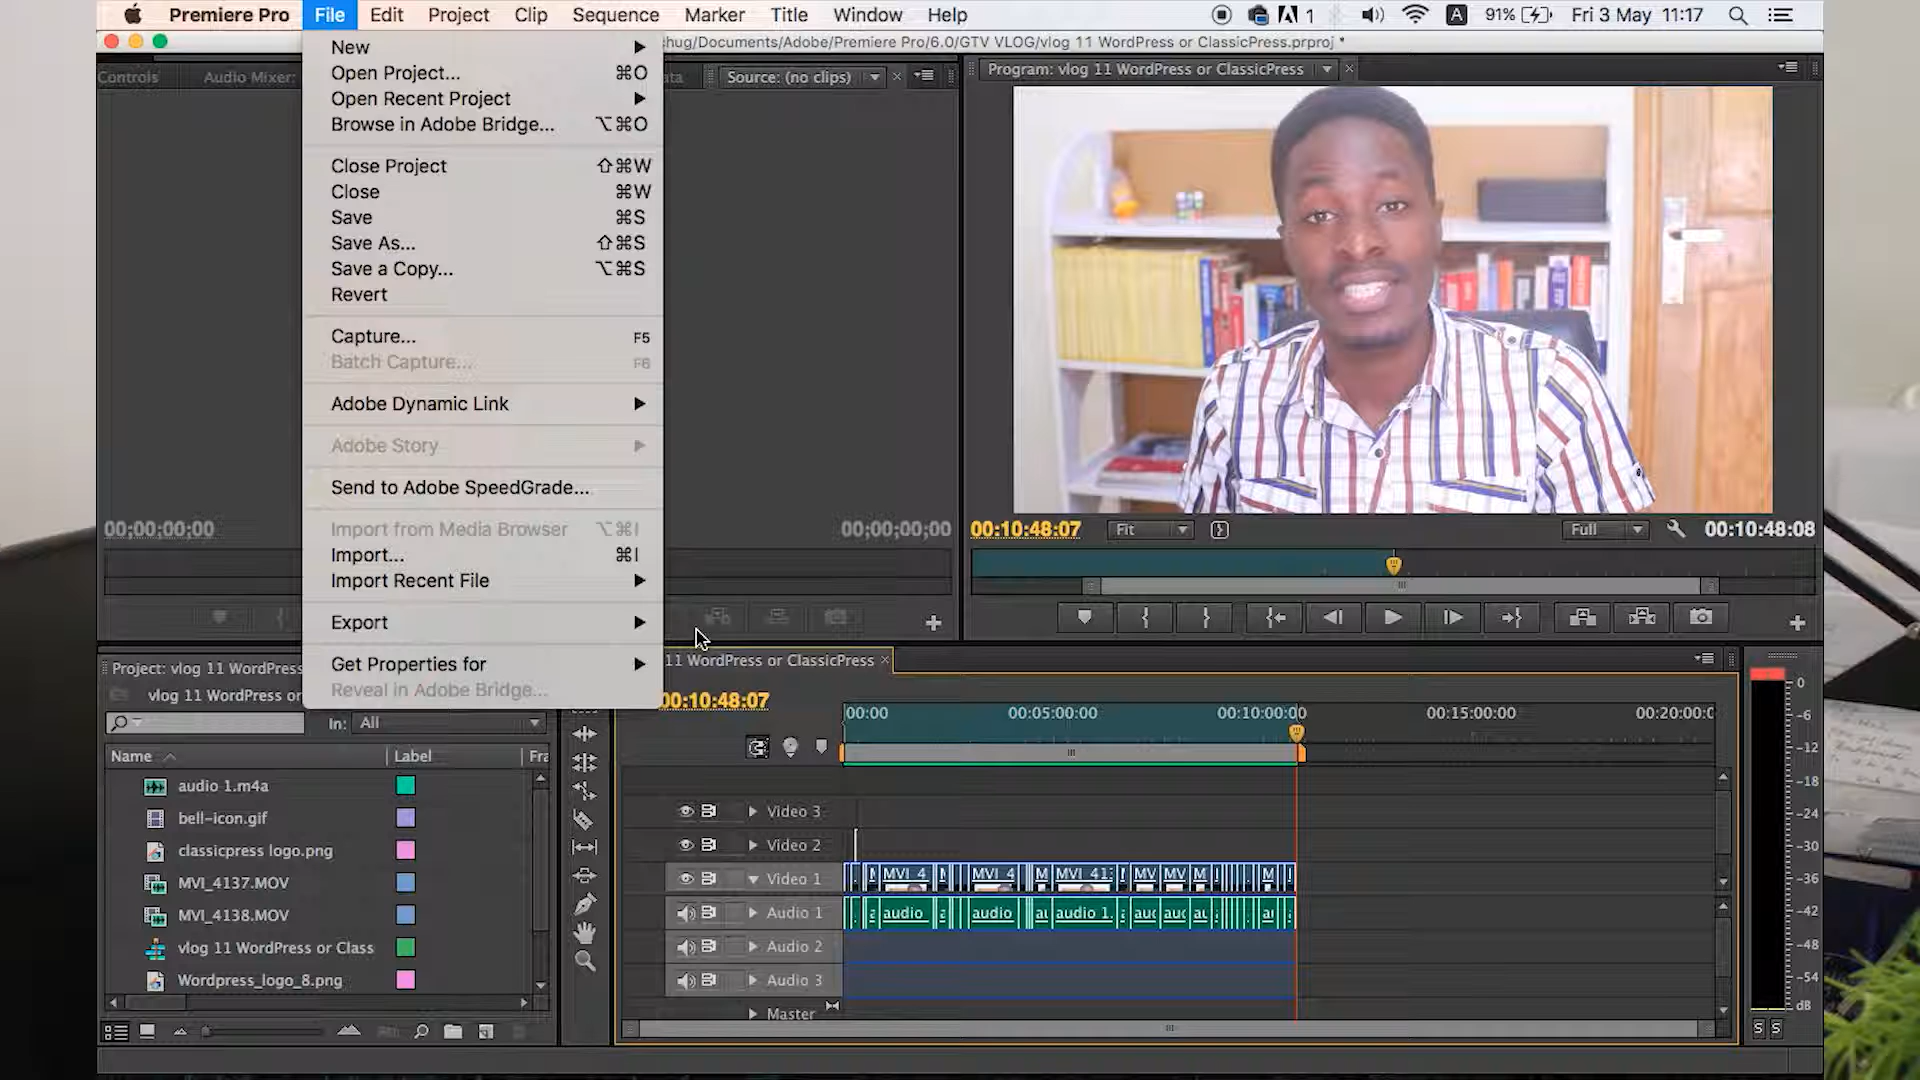 Premiere Pro File Edit Project Clip Sequence Marker Title Window Help 1 A 91% Fri 3 May 11:17
hug/Documents/Adobe/Premiere Pro/6.0/GTV VLOG/vlog 11 WordPress or ClassicPress.prproj *
Controls Audio Mixer: Source: (no clips)
Program: vlog 11 WordPress or ClassicPress
New
Open Project... ⌘O
Open Recent Project
Browse in Adobe Bridge... ⌥⌘O
Close Project ⇧⌘W
Close ⌘W
Save ⌘S
Save As... ⇧⌘S
Save a Copy... ⌥⌘S
Revert
Capture... F5
Batch Capture... F6
Adobe Dynamic Link
Adobe Story
Send to Adobe SpeedGrade...
Import from Media Browser ⌥⌘I
Import... ⌘I
Import Recent File
Export
Get Properties for
Reveal in Adobe Bridge...
00;00;00;00 00;00;00;00
00:10:48:07 Fit Full 00:10:48:08
Project: vlog 11 WordPress
vlog 11 WordPress or
In: All
Name Label Fra
audio 1.m4a
bell-icon.gif
classicpress logo.png
MVI_4137.MOV
MVI_4138.MOV
vlog 11 WordPress or Class
Wordpress_logo_8.png
11 WordPress or ClassicPress
00:10:48:07
00:00 00:05:00:00 00:10:00:00 00:15:00:00 00:20:00:0
Video 3
Video 2
Video 1 MVI_4 MVI_4 M MVI_41 MV MV M M
Audio 1 a audio audio au audio 1. a auc auc au au
Audio 2
Audio 3
Master
0
-6
-12
-18
-24
-30
-36
-42
-48
-54
dB
S S